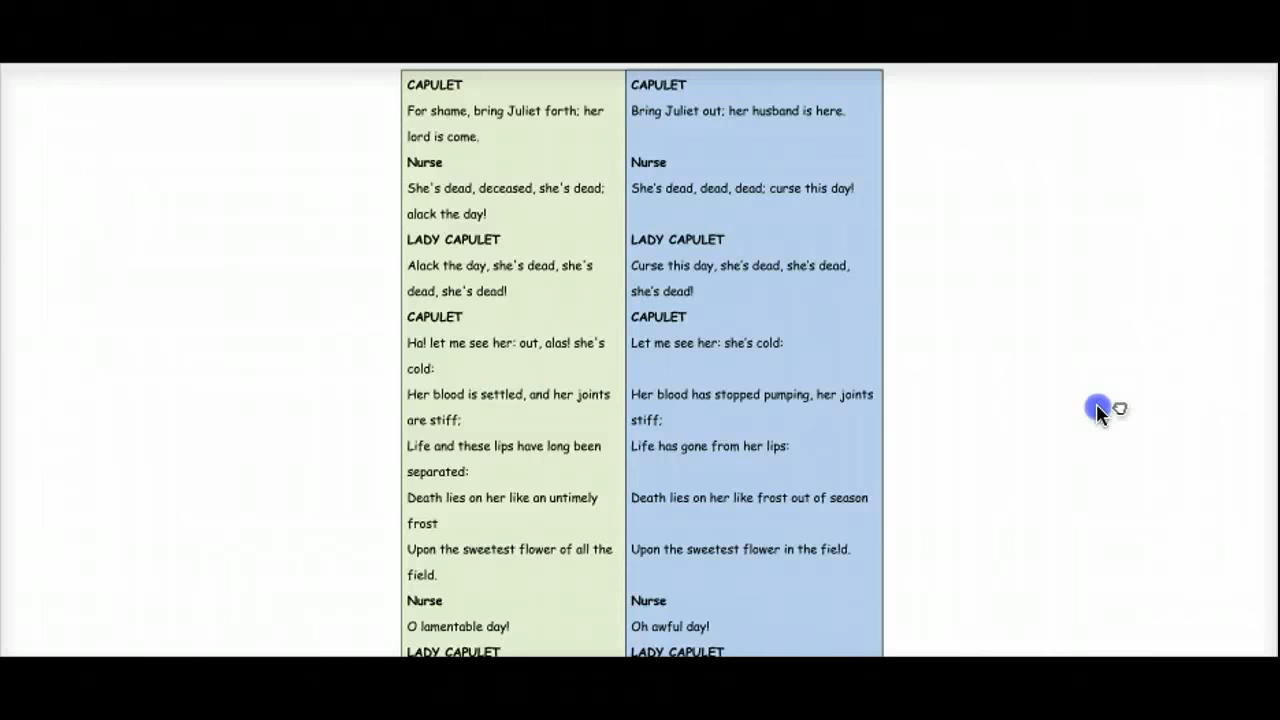 CAPULET
For shame, bring Juliet forth; her
lord is come.
Nurse
She's dead, deceased, she's dead;
alack the day!
LADY CAPULET
Alack the day, she's dead, she's
dead, she's dead!
CAPULET
Ha! let me see her: out, alas! she's
cold:
Her blood is settled, and her joints
are stiff;
Life and these lips have long been
separated:
Death lies on her like an untimely
frost
Upon the sweetest flower of all the
field.
Nurse
O lamentable day!
LADY CAPULET
CAPULET
Bring Juliet out; her husband is here.
Nurse
She's dead, dead, dead; curse this day!
LADY CAPULET
Curse this day, she's dead, she's dead,
she's dead!
CAPULET
Let me see her: she's cold:
Her blood has stopped pumping, her joints
stiff;
Life has gone from her lips:
Death lies on her like frost out of season
Upon the sweetest flower in the field.
Nurse
Oh awful day!
LADY CAPULET